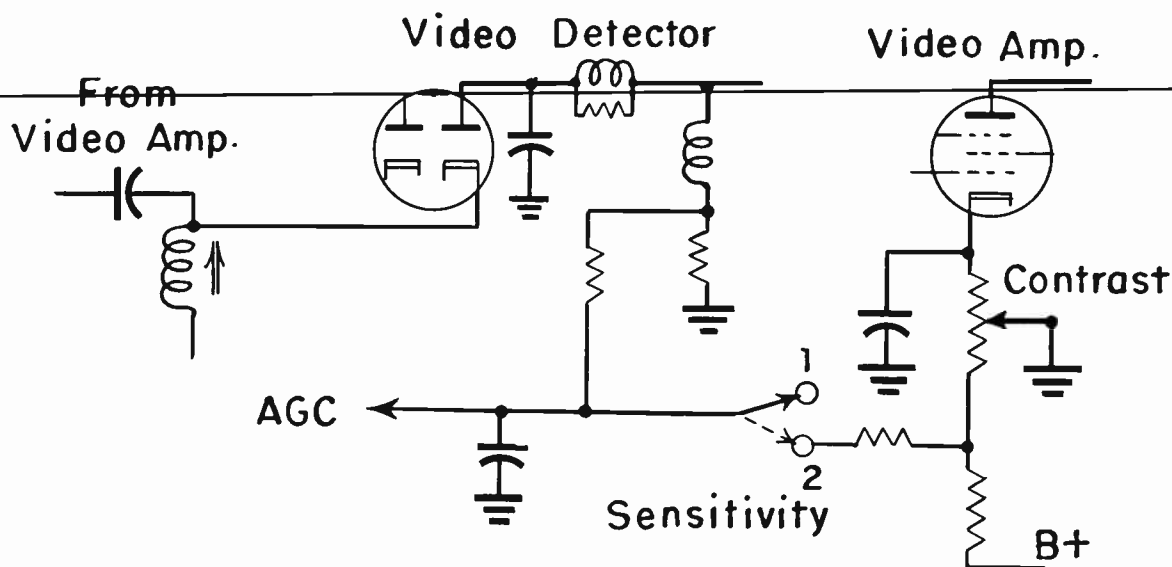 Video Detector
Video Amp.
From
Video Amp.
Contrast
1
AGC
2
Sensitivity
B+